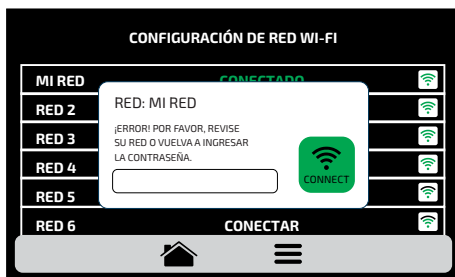 CONFIGURACIÓN DE RED WI-FI
MI RED CONECTADO
RED: MI RED
RED 2
¡ERROR! POR FAVOR, REVISE
SU RED O VUELVA A INGRESAR
LA CONTRASEÑA.
RED 3
RED 4
CONNECT
RED 5
RED 6 CONECTAR